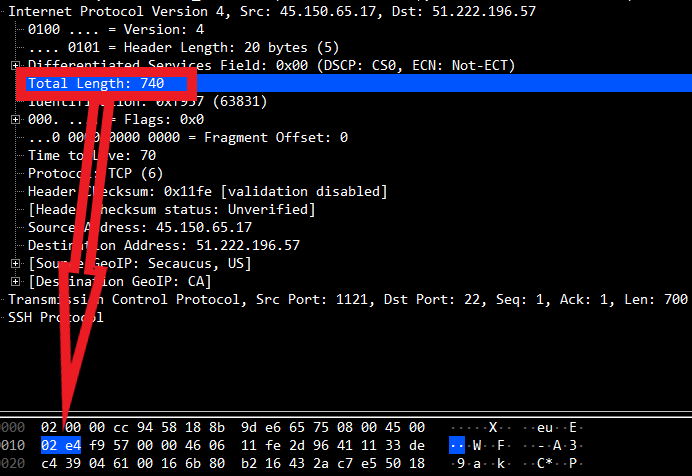 Internet Protocol Version 4, Src: 45.150.65.17, Dst: 51.222.196.57
0100 .... = Version: 4
.... 0101 = Header Length: 20 bytes (5)
Differentiated Services Field: 0x00 (DSCP: CS0, ECN: Not-ECT)
Total Length: 740
Identification: 0xf957 (63831)
000. .... = Flags: 0x0
...0 0000 0000 0000 = Fragment Offset: 0
Time to Live: 70
Protocol: TCP (6)
Header Checksum: 0x11fe [validation disabled]
[Header checksum status: Unverified]
Source Address: 45.150.65.17
Destination Address: 51.222.196.57
[Source GeoIP: Secaucus, US]
[Destination GeoIP: CA]
Transmission Control Protocol, Src Port: 1121, Dst Port: 22, Seq: 1, Ack: 1, Len: 700
SSH Protocol
0000 02 00 00 cc 94 58 18 8b 9d e6 65 75 08 00 45 00 ·····X·· ··eu··E·
0010 02 e4 f9 57 00 00 46 06 11 fe 2d 96 41 11 33 de ···W··F· ··-·A·3·
0020 c4 39 04 61 00 16 6b 80 b2 16 43 2a c7 e5 50 18 ·9·a··k· ··C*··P·